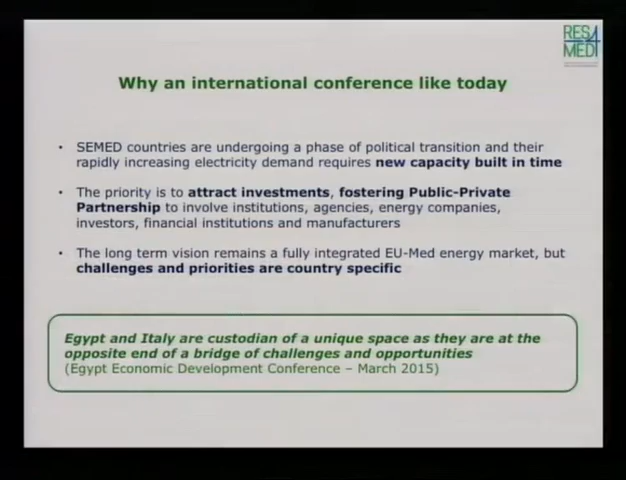 RES4
MED
Why an international conference like today
• SEMED countries are undergoing a phase of political transition and their
rapidly increasing electricity demand requires new capacity built in time
• The priority is to attract investments, fostering Public-Private
Partnership to involve institutions, agencies, energy companies,
investors, financial institutions and manufacturers
• The long term vision remains a fully integrated EU-Med energy market, but
challenges and priorities are country specific
Egypt and Italy are custodian of a unique space as they are at the
opposite end of a bridge of challenges and opportunities
(Egypt Economic Development Conference – March 2015)